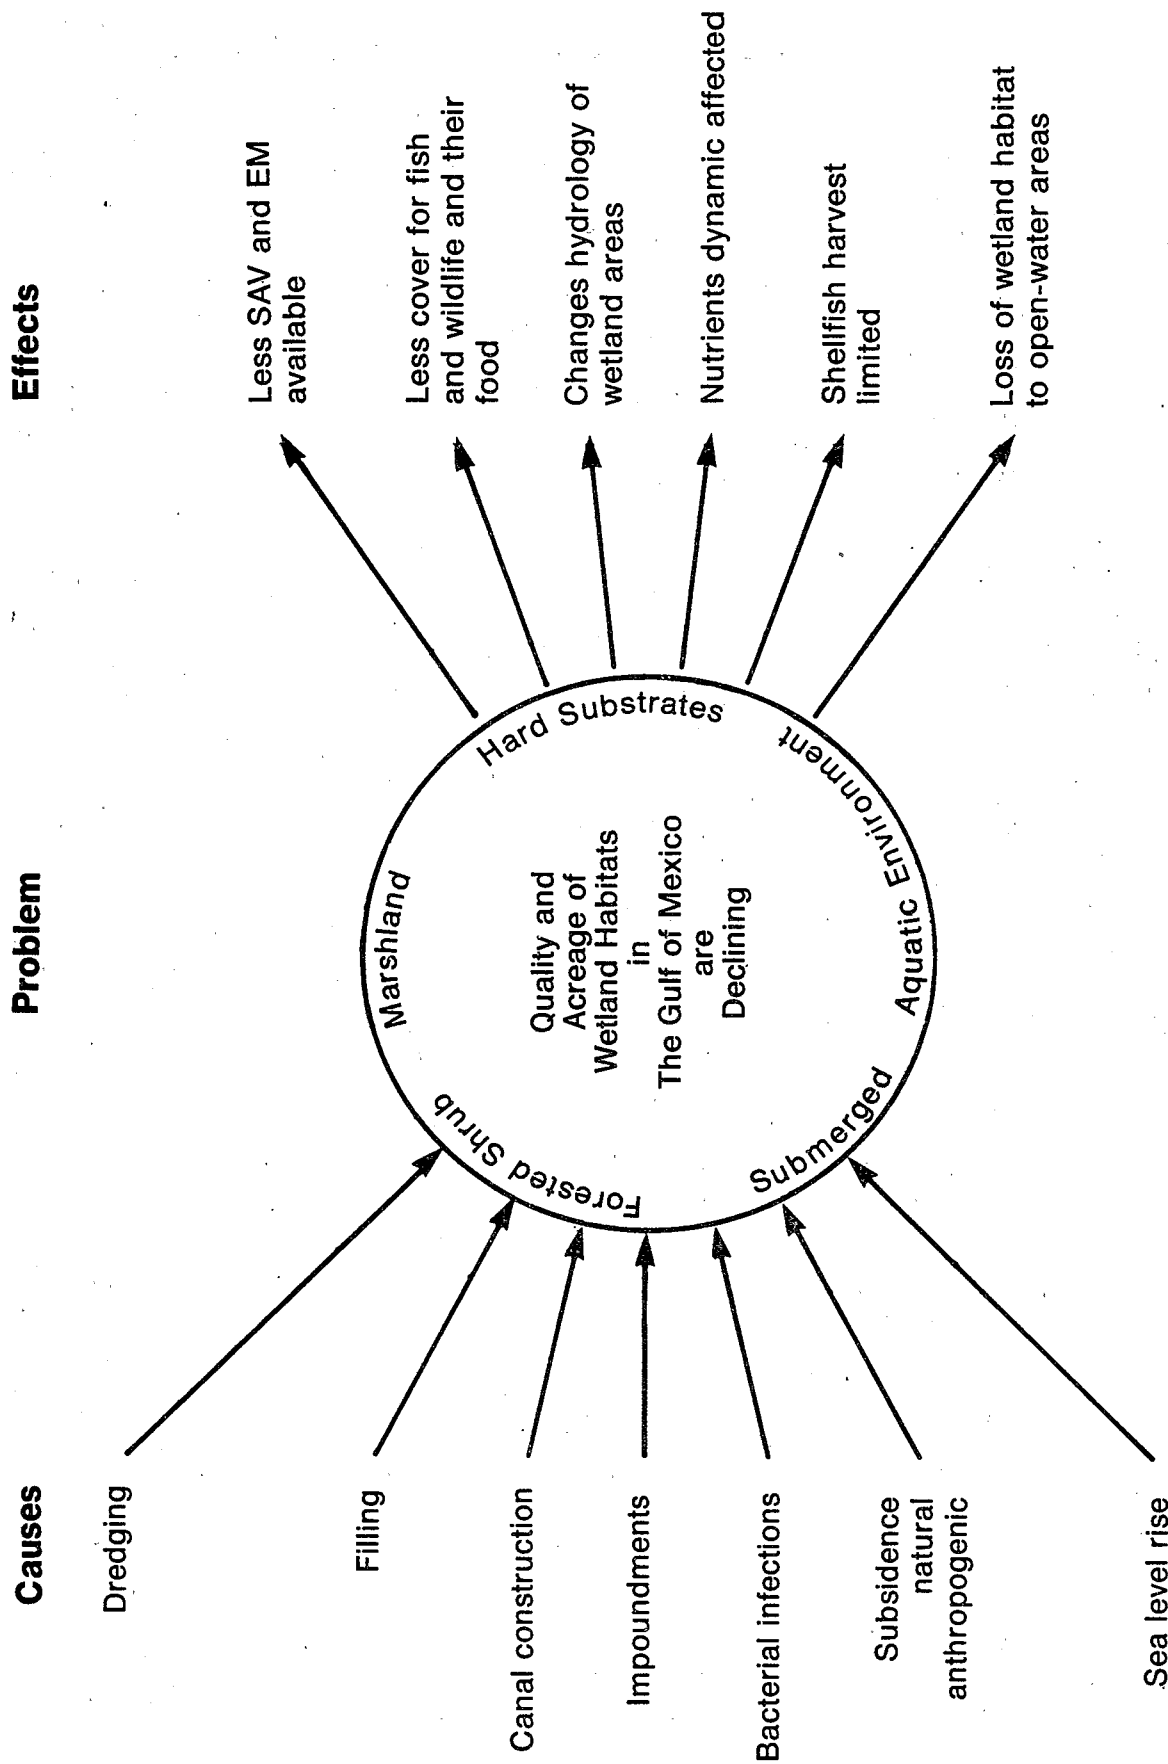 Causes
Problem
Effects
Dredging
Filling
Canal construction
Impoundments
Bacterial infections
Subsidence
natural
anthropogenic
Sea level rise
Forested Shrub
Marshland
Hard Substrates
Submerged
Aquatic Environment
Quality and
Acreage of
Wetland Habitats
in
The Gulf of Mexico
are
Declining
Less SAV and EM
available
Less cover for fish
and wildlife and their
food
Changes hydrology of
wetland areas
Nutrients dynamic affected
Shellfish harvest
limited
Loss of wetland habitat
to open-water areas